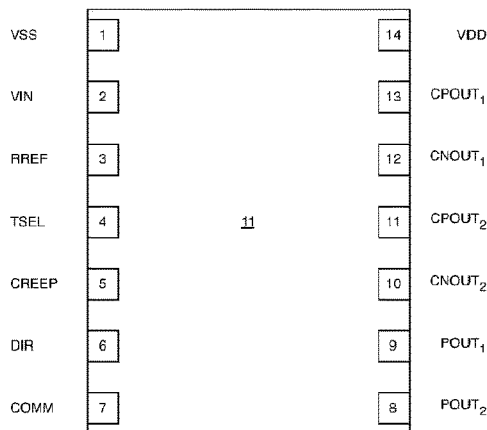 VSS 1 14 VDD
VIN 2 13 CPOUT₁
RREF 3 12 CNOUT₁
TSEL 4 11 11 CPOUT₂
CREEP 5 10 CNOUT₂
DIR 6 9 POUT₁
COMM 7 8 POUT₂